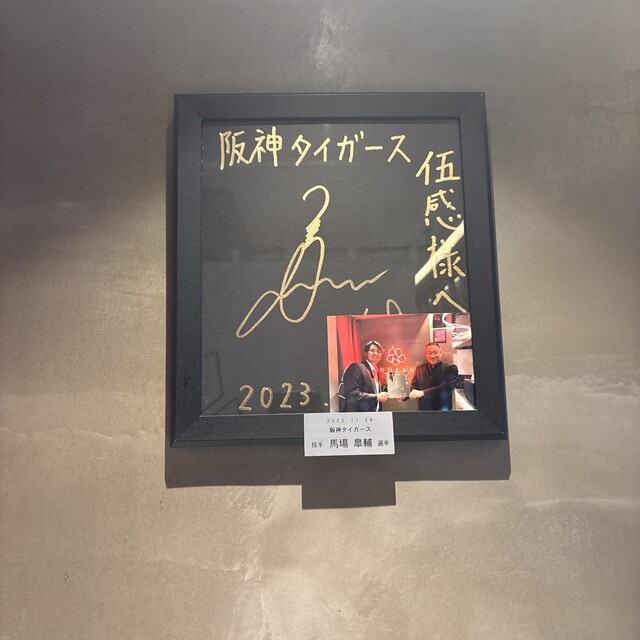 阪神タイガース
伍感様へ
2023.
GOKAN
2023.11.29
阪神タイガース
投手 馬場 皐輔 選手